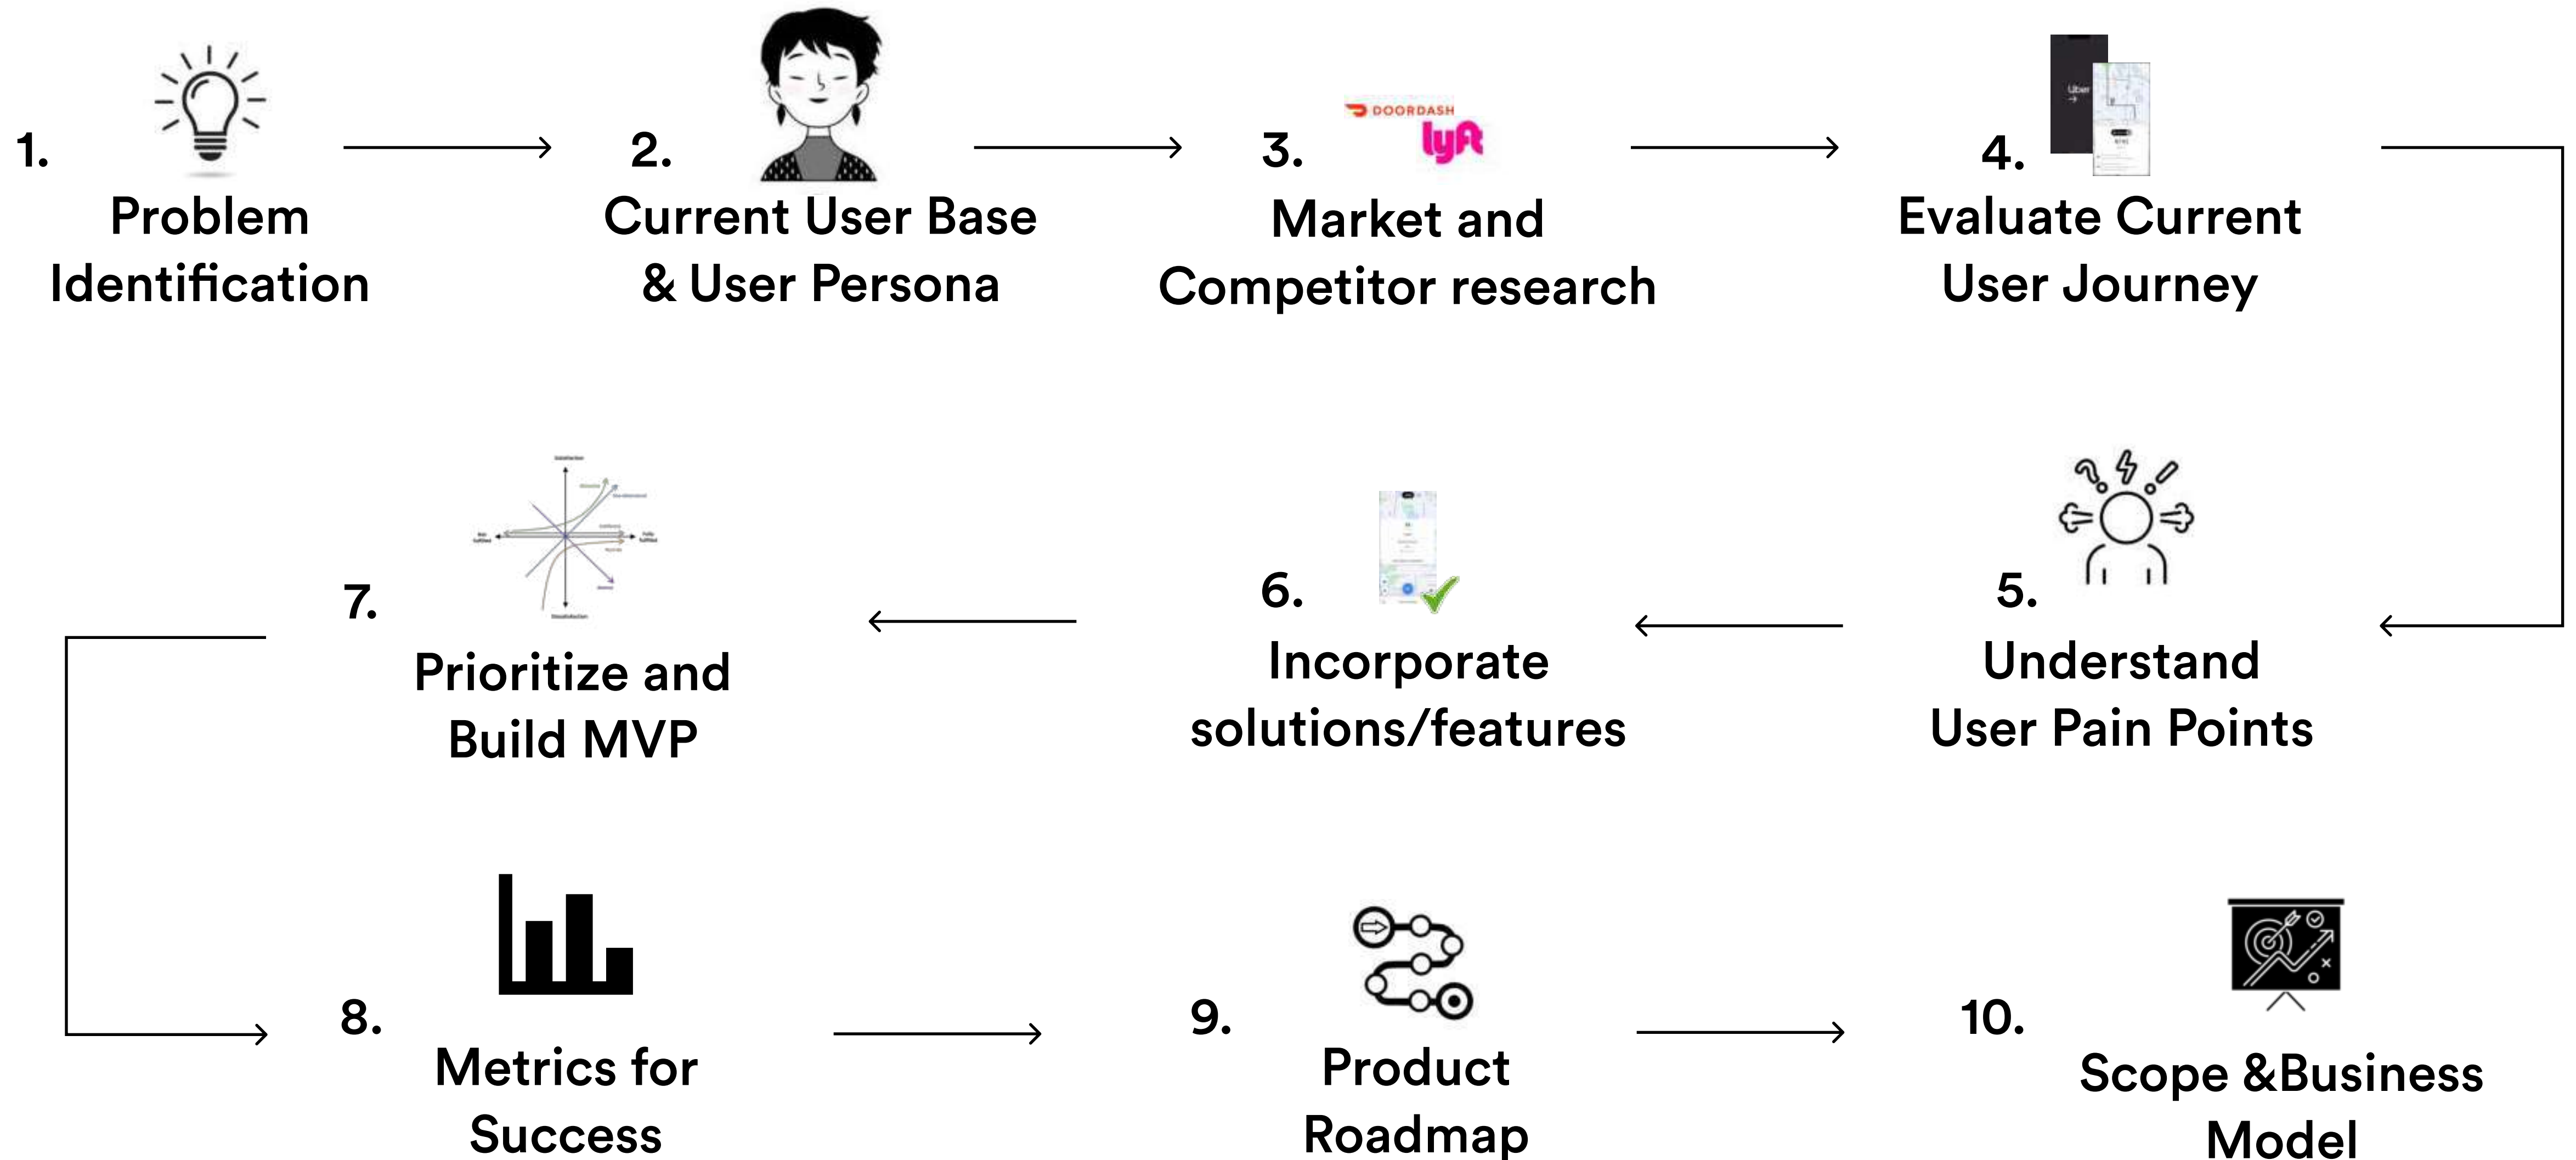 1.
Problem
Identification
2.
Current User Base
& User Persona
3.
DOORDASH
lyft
Market and
Competitor research
4.
Uber
Evaluate Current
User Journey
5.
Understand
User Pain Points
6.
Incorporate
solutions/features
7.
Prioritize and
Build MVP
8.
Metrics for
Success
9.
Product
Roadmap
10.
Scope &Business
Model